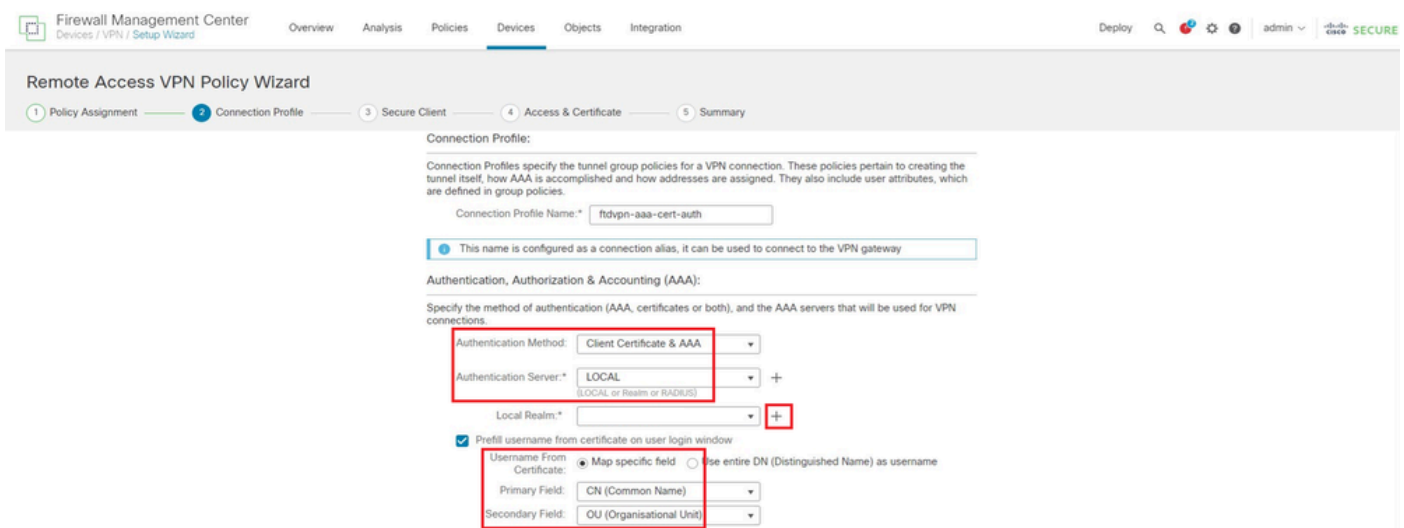 Firewall Management Center
Devices / VPN / Setup Wizard
Overview
Analysis
Policies
Devices
Objects
Integration
Deploy
admin
cisco SECURE
Remote Access VPN Policy Wizard
1 Policy Assignment
2 Connection Profile
3 Secure Client
4 Access & Certificate
5 Summary
Connection Profile:
Connection Profiles specify the tunnel group policies for a VPN connection. These policies pertain to creating the
tunnel itself, how AAA is accomplished and how addresses are assigned. They also include user attributes, which
are defined in group policies.
Connection Profile Name:* ftdvpn-aaa-cert-auth
This name is configured as a connection alias, it can be used to connect to the VPN gateway
Authentication, Authorization & Accounting (AAA):
Specify the method of authentication (AAA, certificates or both), and the AAA servers that will be used for VPN
connections.
Authentication Method: Client Certificate & AAA
Authentication Server:* LOCAL
(LOCAL or Realm or RADIUS)
Local Realm:*
Prefill username from certificate on user login window
Username From
Certificate:
Map specific field
Use entire DN (Distinguished Name) as username
Primary Field: CN (Common Name)
Secondary Field: OU (Organisational Unit)